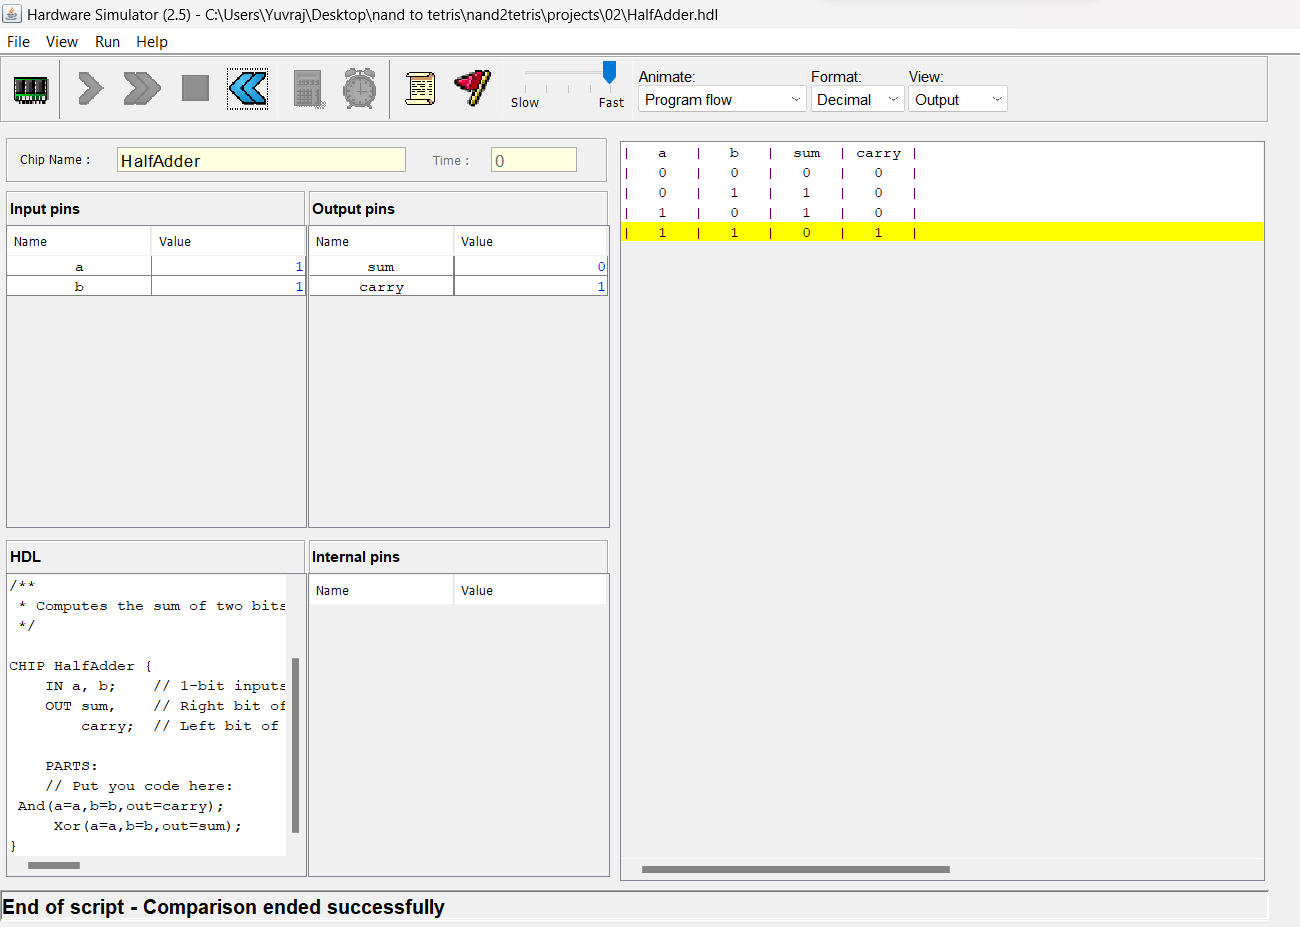 Hardware Simulator (2.5) - C:\Users\Yuvraj\Desktop\nand to tetris\nand2tetris\projects\02\HalfAdder.hdl
File View Run Help
Slow Fast
Animate: Format: View:
Program flow Decimal Output
Chip Name : HalfAdder Time : 0
Input pins
Name Value
a 1
b 1
Output pins
Name Value
sum 0
carry 1
HDL
/**
 * Computes the sum of two bits
 */
CHIP HalfAdder {
    IN a, b;    // 1-bit inputs
    OUT sum,    // Right bit of
        carry;  // Left bit of
    PARTS:
    // Put you code here:
 And(a=a,b=b,out=carry);
     Xor(a=a,b=b,out=sum);
}
Internal pins
Name Value
|   a   |   b   |  sum  | carry |
|   0   |   0   |   0   |   0   |
|   0   |   1   |   1   |   0   |
|   1   |   0   |   1   |   0   |
|   1   |   1   |   0   |   1   |
End of script - Comparison ended successfully